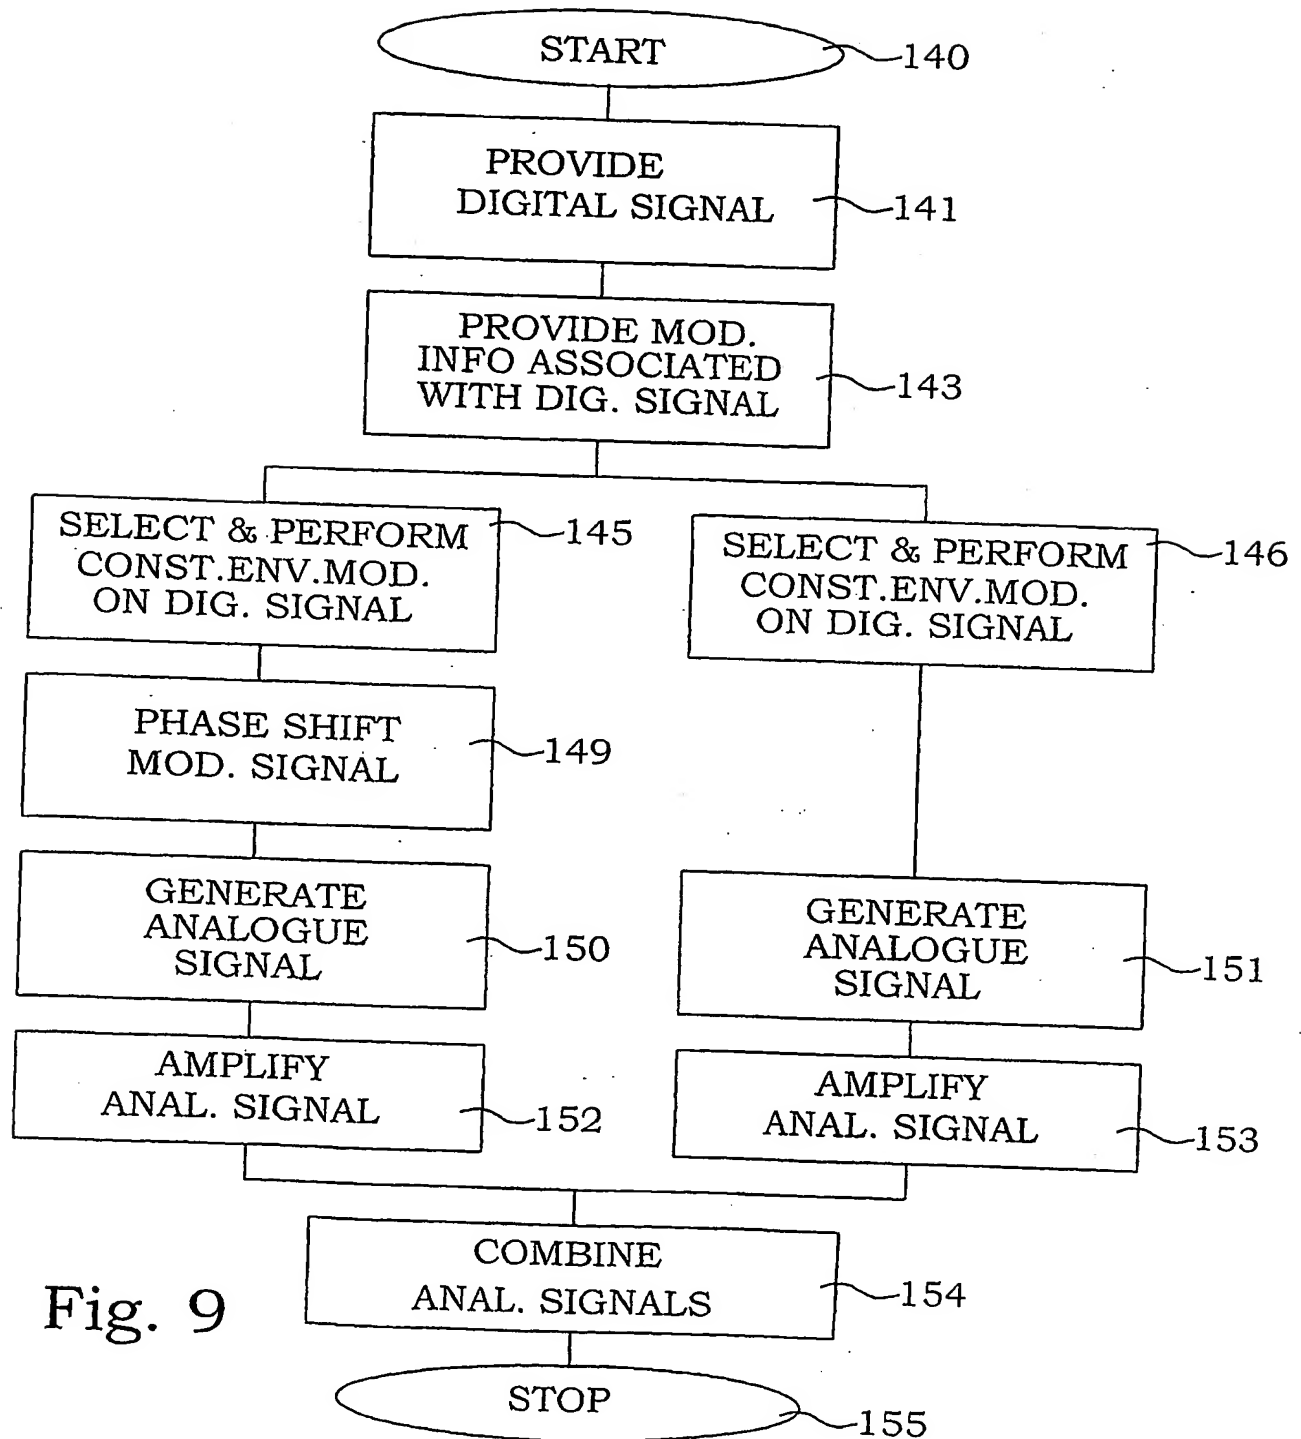 START
140
PROVIDE
DIGITAL SIGNAL
141
PROVIDE MOD.
INFO ASSOCIATED
WITH DIG. SIGNAL
143
SELECT & PERFORM
CONST.ENV.MOD.
ON DIG. SIGNAL
145
SELECT & PERFORM
CONST.ENV.MOD.
ON DIG. SIGNAL
146
PHASE SHIFT
MOD. SIGNAL
149
GENERATE
ANALOGUE
SIGNAL
150
GENERATE
ANALOGUE
SIGNAL
151
AMPLIFY
ANAL. SIGNAL
152
AMPLIFY
ANAL. SIGNAL
153
COMBINE
ANAL. SIGNALS
154
Fig. 9
STOP
155